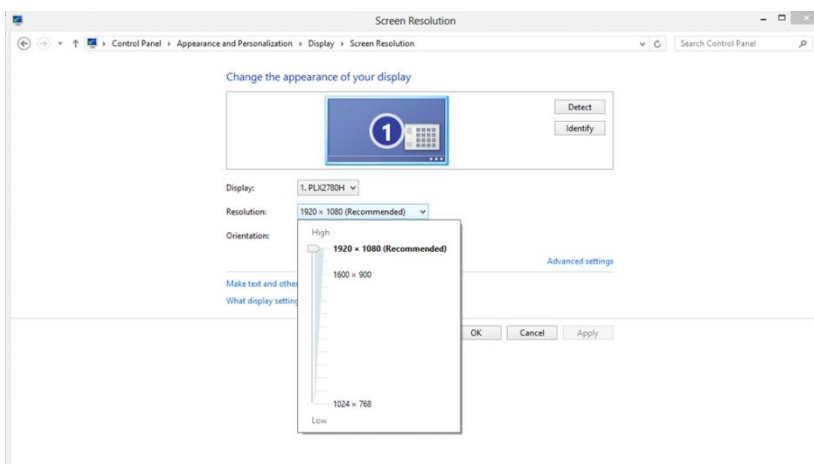 Screen Resolution
Control Panel Appearance and Personalization Display Screen Resolution
Search Control Panel
Change the appearance of your display
1
Detect
Identify
Display: 1. PLX2780H
Resolution: 1920 × 1080 (Recommended)
Orientation:
High
1920 × 1080 (Recommended)
1600 × 900
1024 × 768
Low
Advanced settings
Make text and other
What display setting
OK Cancel Apply